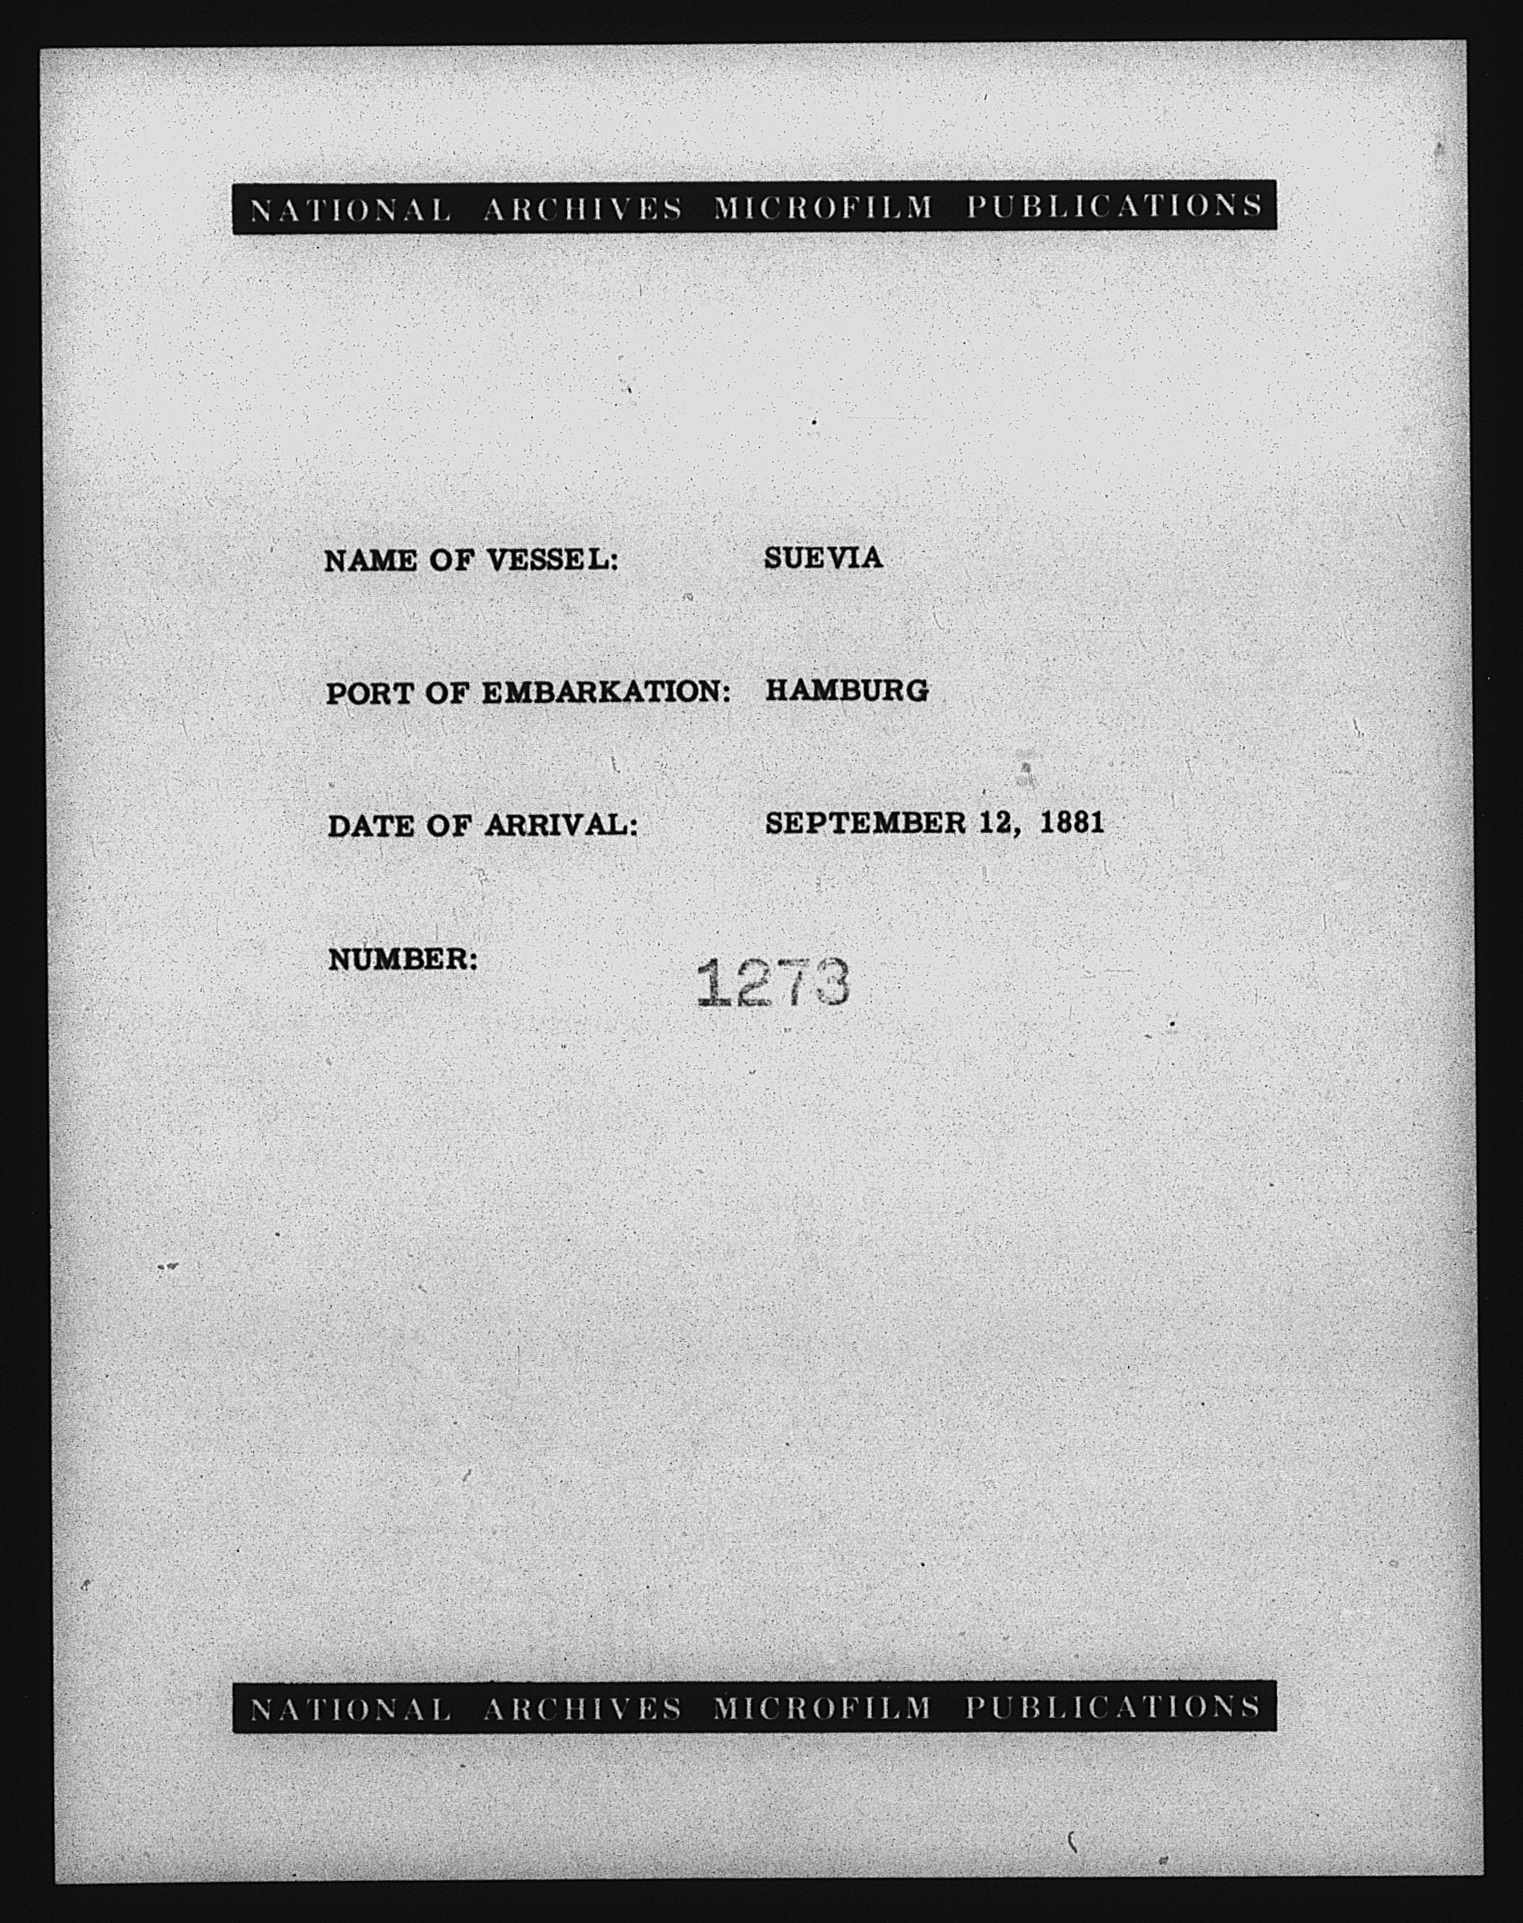 NATIONAL ARCHIVES MICROFILM PUBLICATIONS
NAME OF VESSEL: SUEVIA
PORT OF EMBARKATION: HAMBURG
DATE OF ARRIVAL: SEPTEMBER 12, 1881
NUMBER: 1273
NATIONAL ARCHIVES MICROFILM PUBLICATIONS